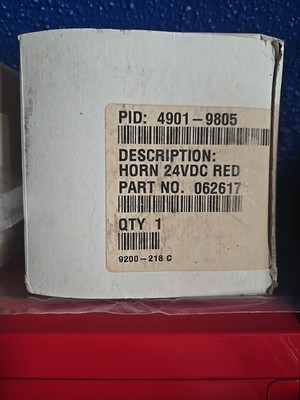 PID: 4901-9805
DESCRIPTION:
HORN 24VDC RED
PART NO. 062617
QTY 1
9200-218 C